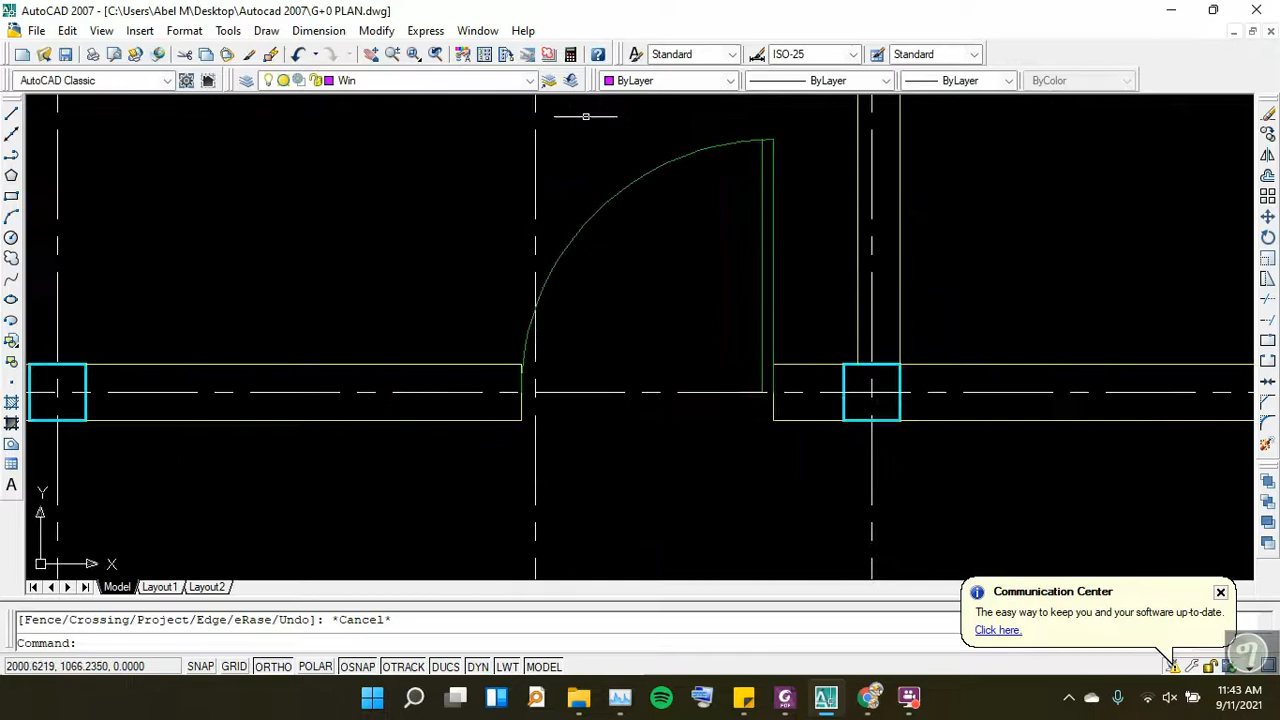 AutoCAD 2007 - [C:\Users\Abel M\Desktop\Autocad 2007\G+0 PLAN.dwg]
File Edit View Insert Format Tools Draw Dimension Modify Express Window Help
Standard ISO-25 Standard
AutoCAD Classic Win ByLayer ByLayer ByLayer ByColor
A
Y
X
Model Layout1 Layout2
Communication Center
The easy way to keep you and your software up-to-date.
Click here.
[Fence/Crossing/Project/Edge/eRase/Undo]: *Cancel*
Command:
2000.6219, 1066.2350, 0.0000 SNAP GRID ORTHO POLAR OSNAP OTRACK DUCS DYN LWT MODEL
11:43 AM
9/11/2021